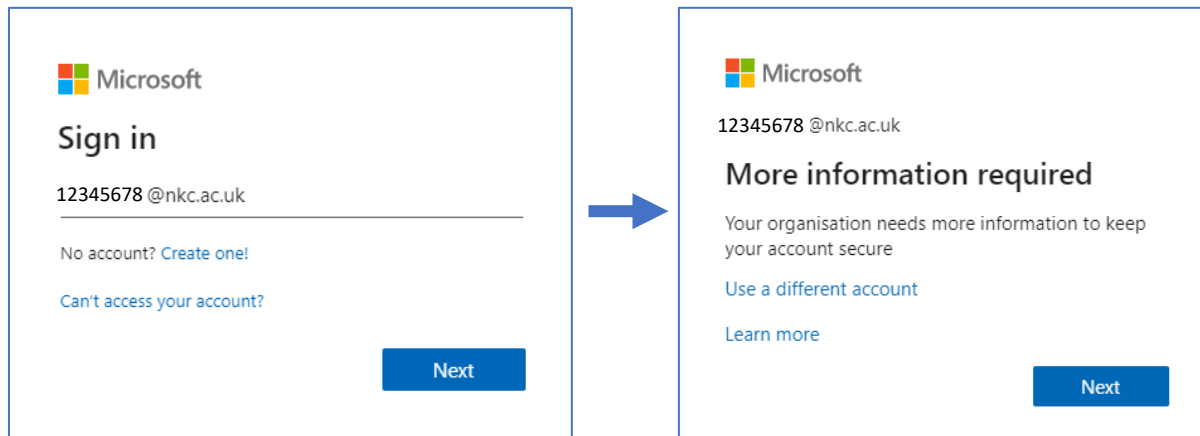 Microsoft
Sign in
12345678 @nkc.ac.uk
No account? Create one!
Can't access your account?
Next
Microsoft
12345678 @nkc.ac.uk
More information required
Your organisation needs more information to keep
your account secure
Use a different account
Learn more
Next